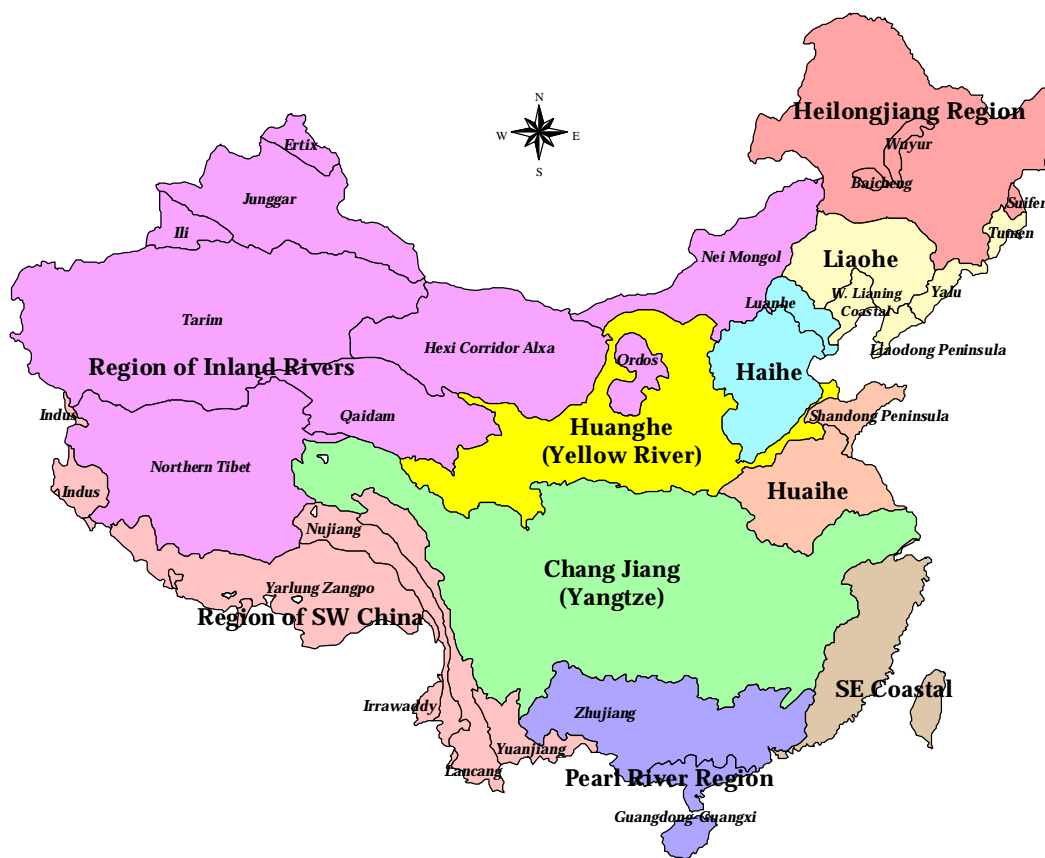 N
W
E
S
Heilongjiang Region
Wuyur
Ertix
Baicheng
Junggar
Suifen
Ili
Tumen
Nei Mongol
Liaohe
Yalu
W. Lianing
Coastal
Luanhe
Tarim
Hexi Corridor Alxa
Liaodong Peninsula
Ordos
Region of Inland Rivers
Haihe
Indus
Qaidam
Shandong Peninsula
Huanghe
(Yellow River)
Northern Tibet
Indus
Huaihe
Nujiang
Chang Jiang
(Yangtze)
Yarlung Zangpo
Region of SW China
SE Coastal
Irrawaddy
Zhujiang
Yuanjiang
Lancang
Pearl River Region
Guangdong-Guangxi